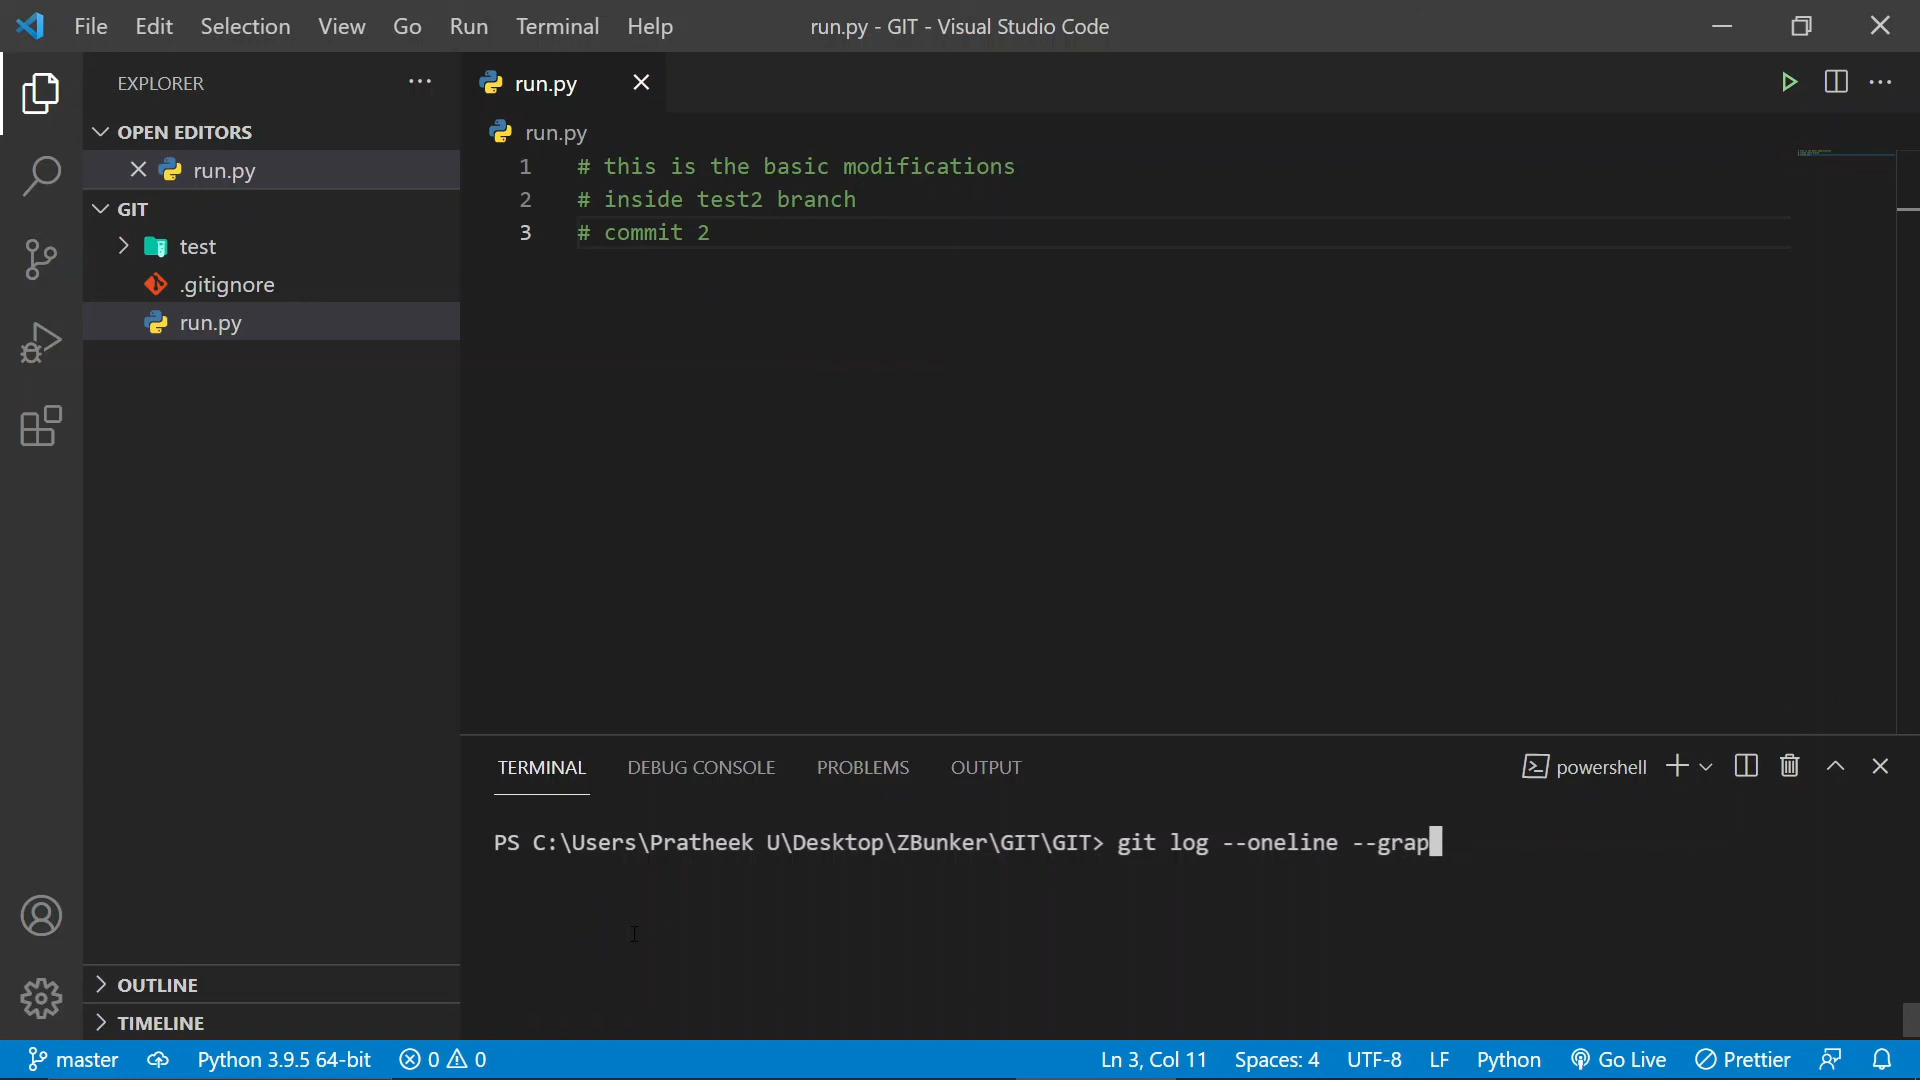 File Edit Selection View Go Run Terminal Help
run.py - GIT - Visual Studio Code
EXPLORER
OPEN EDITORS
run.py
GIT
test
.gitignore
run.py
OUTLINE
TIMELINE
run.py
run.py
1 # this is the basic modifications
2 # inside test2 branch
3 # commit 2
TERMINAL DEBUG CONSOLE PROBLEMS OUTPUT
powershell
PS C:\Users\Pratheek U\Desktop\ZBunker\GIT\GIT> git log --oneline --grap
master Python 3.9.5 64-bit 0 0 Ln 3, Col 11 Spaces: 4 UTF-8 LF Python Go Live Prettier